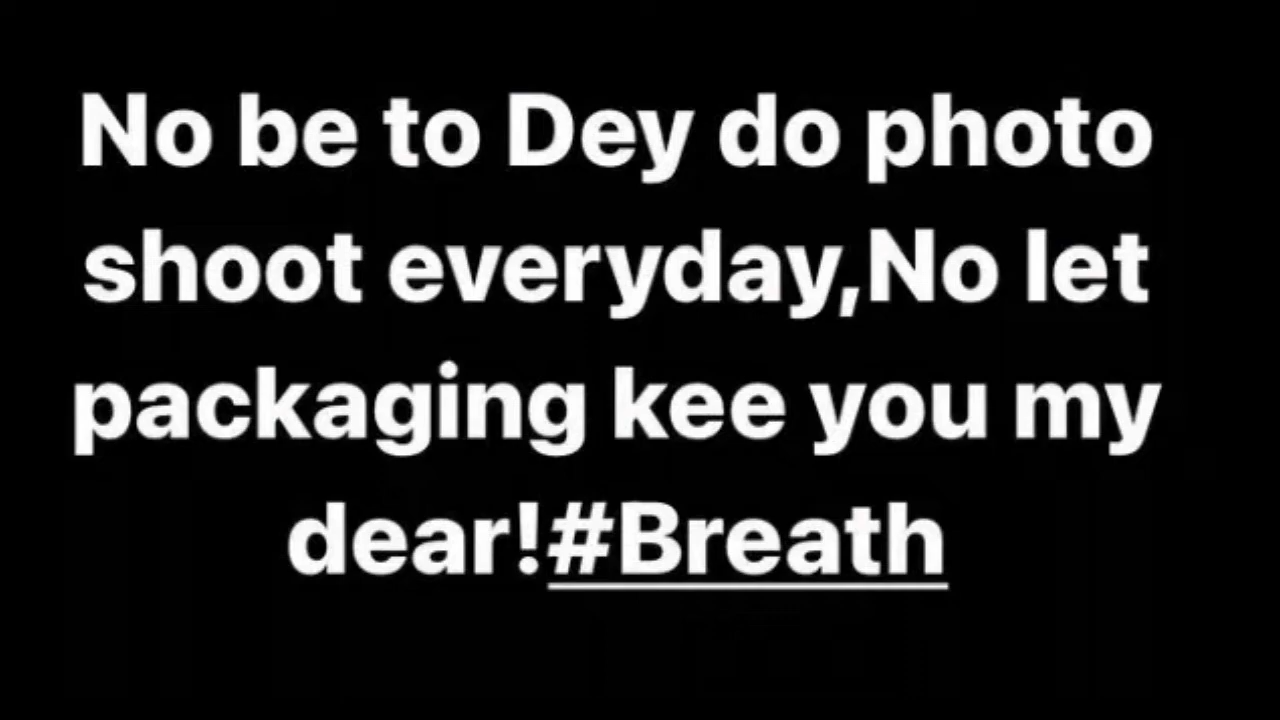 No be to Dey do photo
shoot everyday,No let
packaging kee you my
dear!#Breath